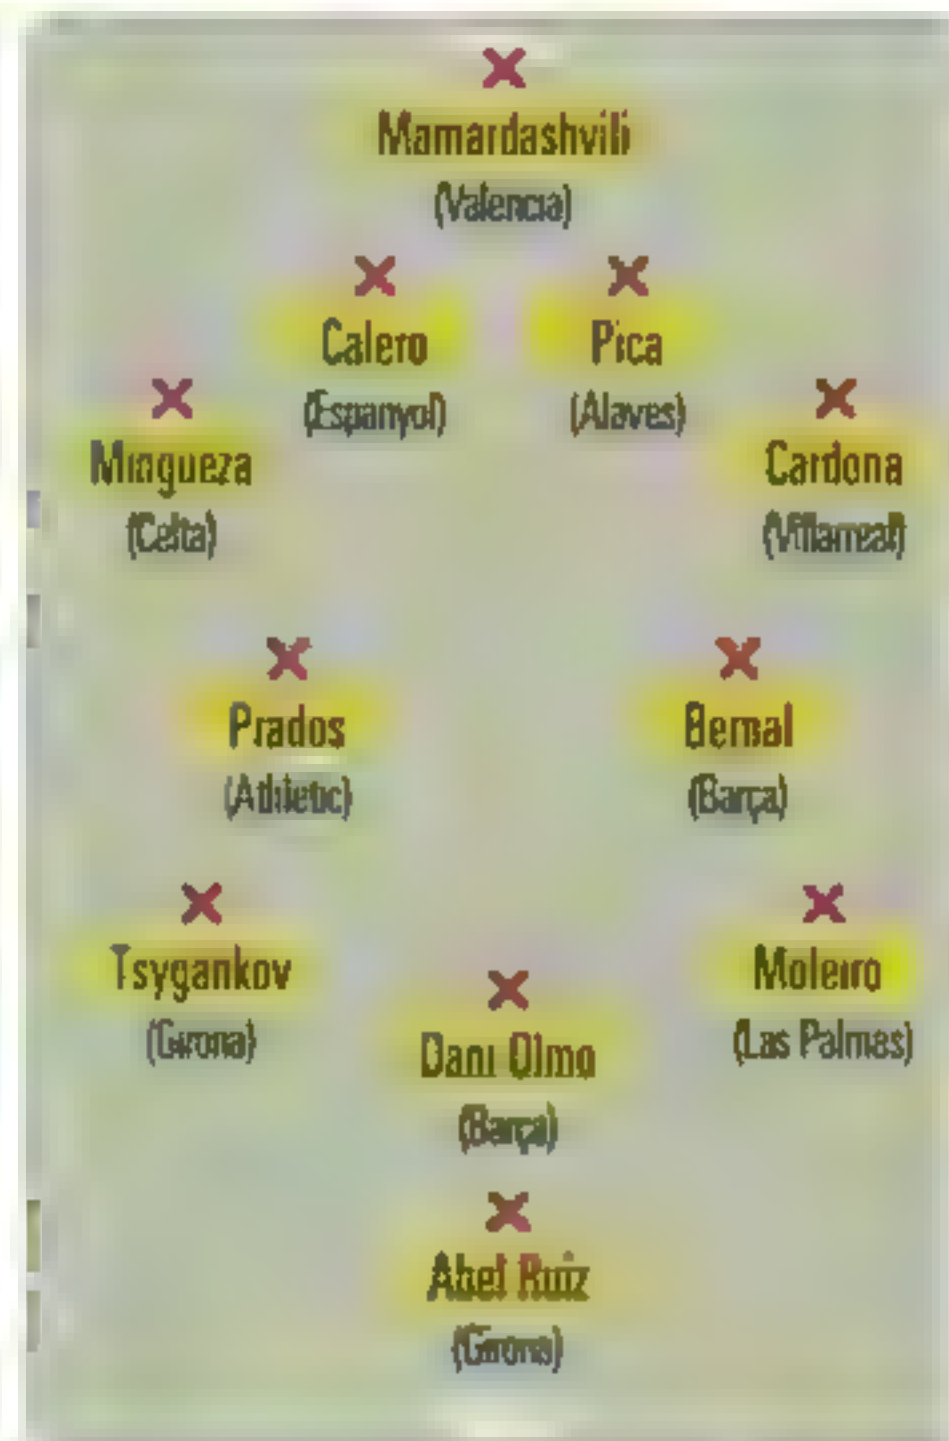 Mamardashvili
(Valencia)
Calero
(Espanyol)
Pica
(Alaves)
Mingueza
(Celta)
Cardona
(Villarreal)
Prados
(Athletic)
Bernal
(Barça)
Tsygankov
(Girona)
Moleiro
(Las Palmas)
Dani Olmo
(Barça)
Abel Ruiz
(Girona)